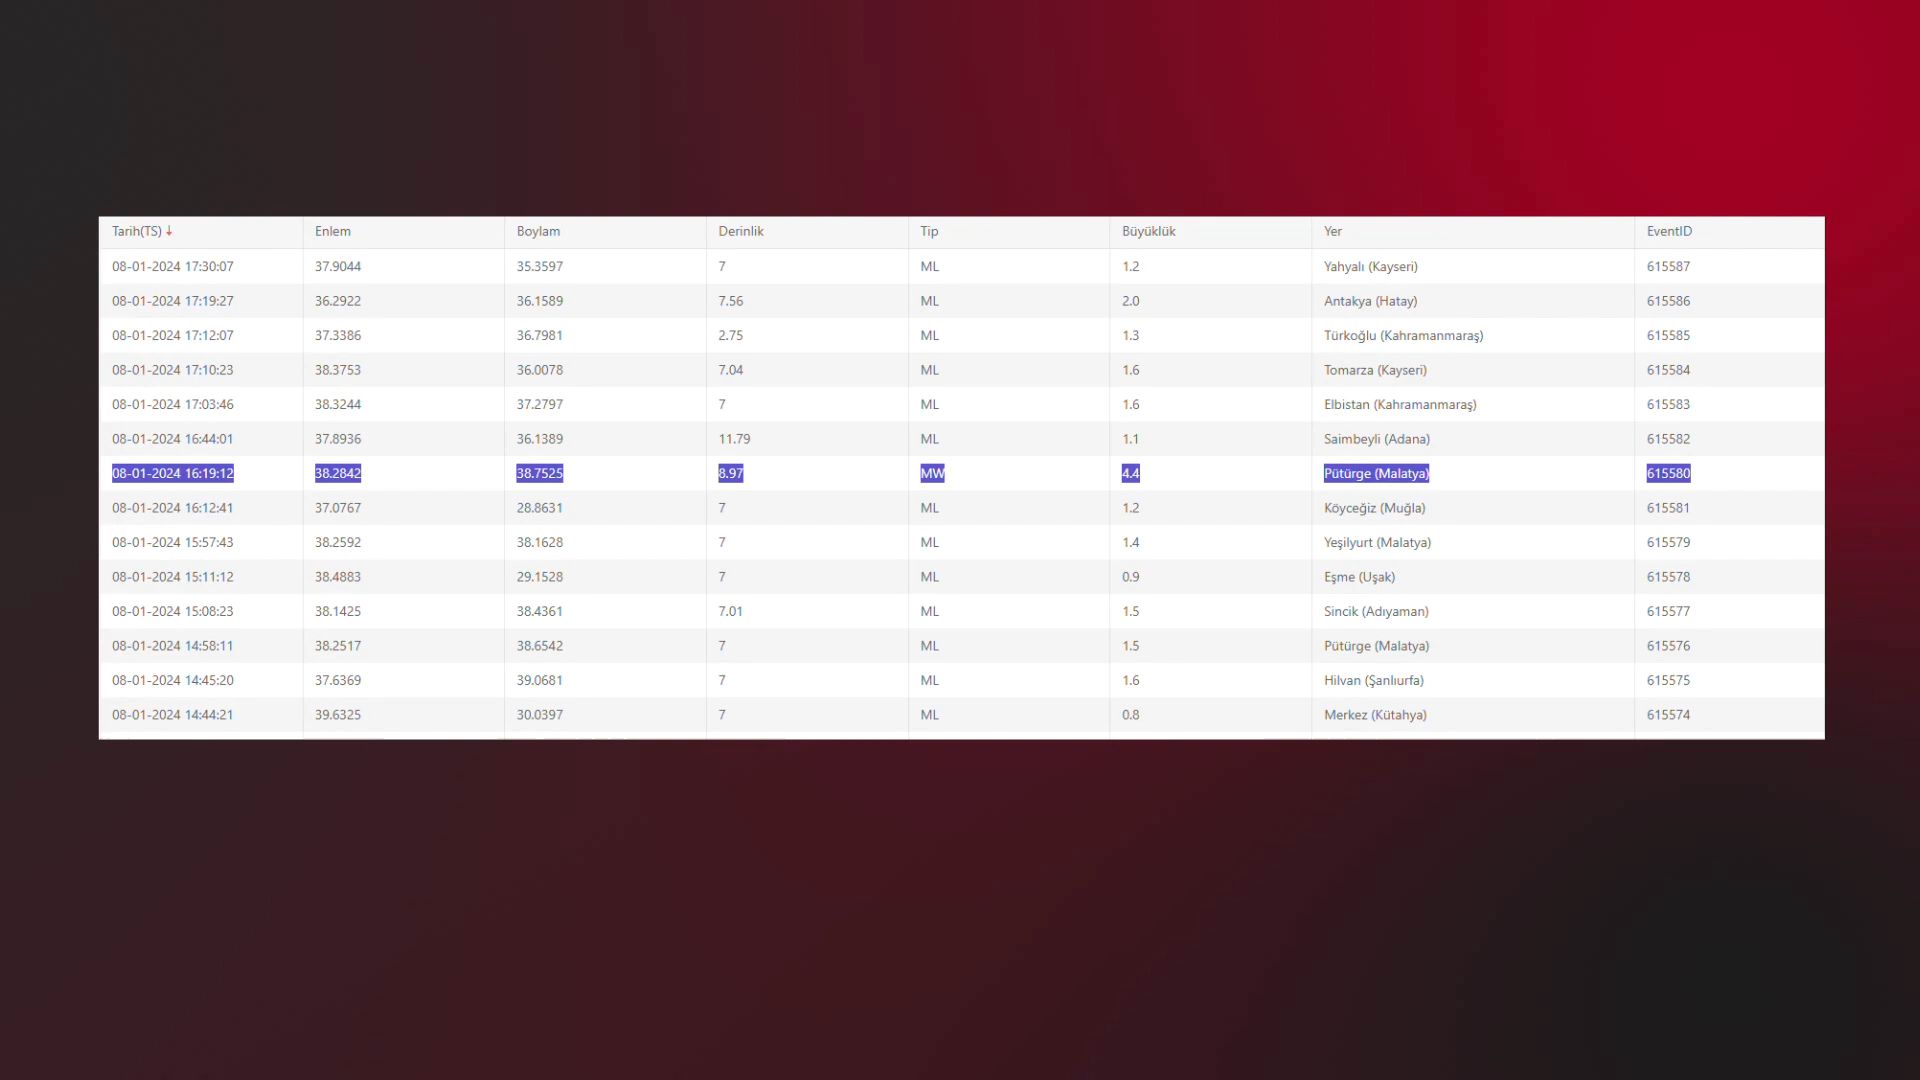 Tarih(TS) ↓ Enlem Boylam Derinlik Tip Büyüklük Yer EventID
08-01-2024 17:30:07 37.9044 35.3597 7 ML 1.2 Yahyalı (Kayseri) 615587
08-01-2024 17:19:27 36.2922 36.1589 7.56 ML 2.0 Antakya (Hatay) 615586
08-01-2024 17:12:07 37.3386 36.7981 2.75 ML 1.3 Türkoğlu (Kahramanmaraş) 615585
08-01-2024 17:10:23 38.3753 36.0078 7.04 ML 1.6 Tomarza (Kayseri) 615584
08-01-2024 17:03:46 38.3244 37.2797 7 ML 1.6 Elbistan (Kahramanmaraş) 615583
08-01-2024 16:44:01 37.8936 36.1389 11.79 ML 1.1 Saimbeyli (Adana) 615582
08-01-2024 16:19:12 38.2842 38.7525 8.97 MW 4.4 Pütürge (Malatya) 615580
08-01-2024 16:12:41 37.0767 28.8631 7 ML 1.2 Köyceğiz (Muğla) 615581
08-01-2024 15:57:43 38.2592 38.1628 7 ML 1.4 Yeşilyurt (Malatya) 615579
08-01-2024 15:11:12 38.4883 29.1528 7 ML 0.9 Eşme (Uşak) 615578
08-01-2024 15:08:23 38.1425 38.4361 7.01 ML 1.5 Sincik (Adıyaman) 615577
08-01-2024 14:58:11 38.2517 38.6542 7 ML 1.5 Pütürge (Malatya) 615576
08-01-2024 14:45:20 37.6369 39.0681 7 ML 1.6 Hilvan (Şanlıurfa) 615575
08-01-2024 14:44:21 39.6325 30.0397 7 ML 0.8 Merkez (Kütahya) 615574